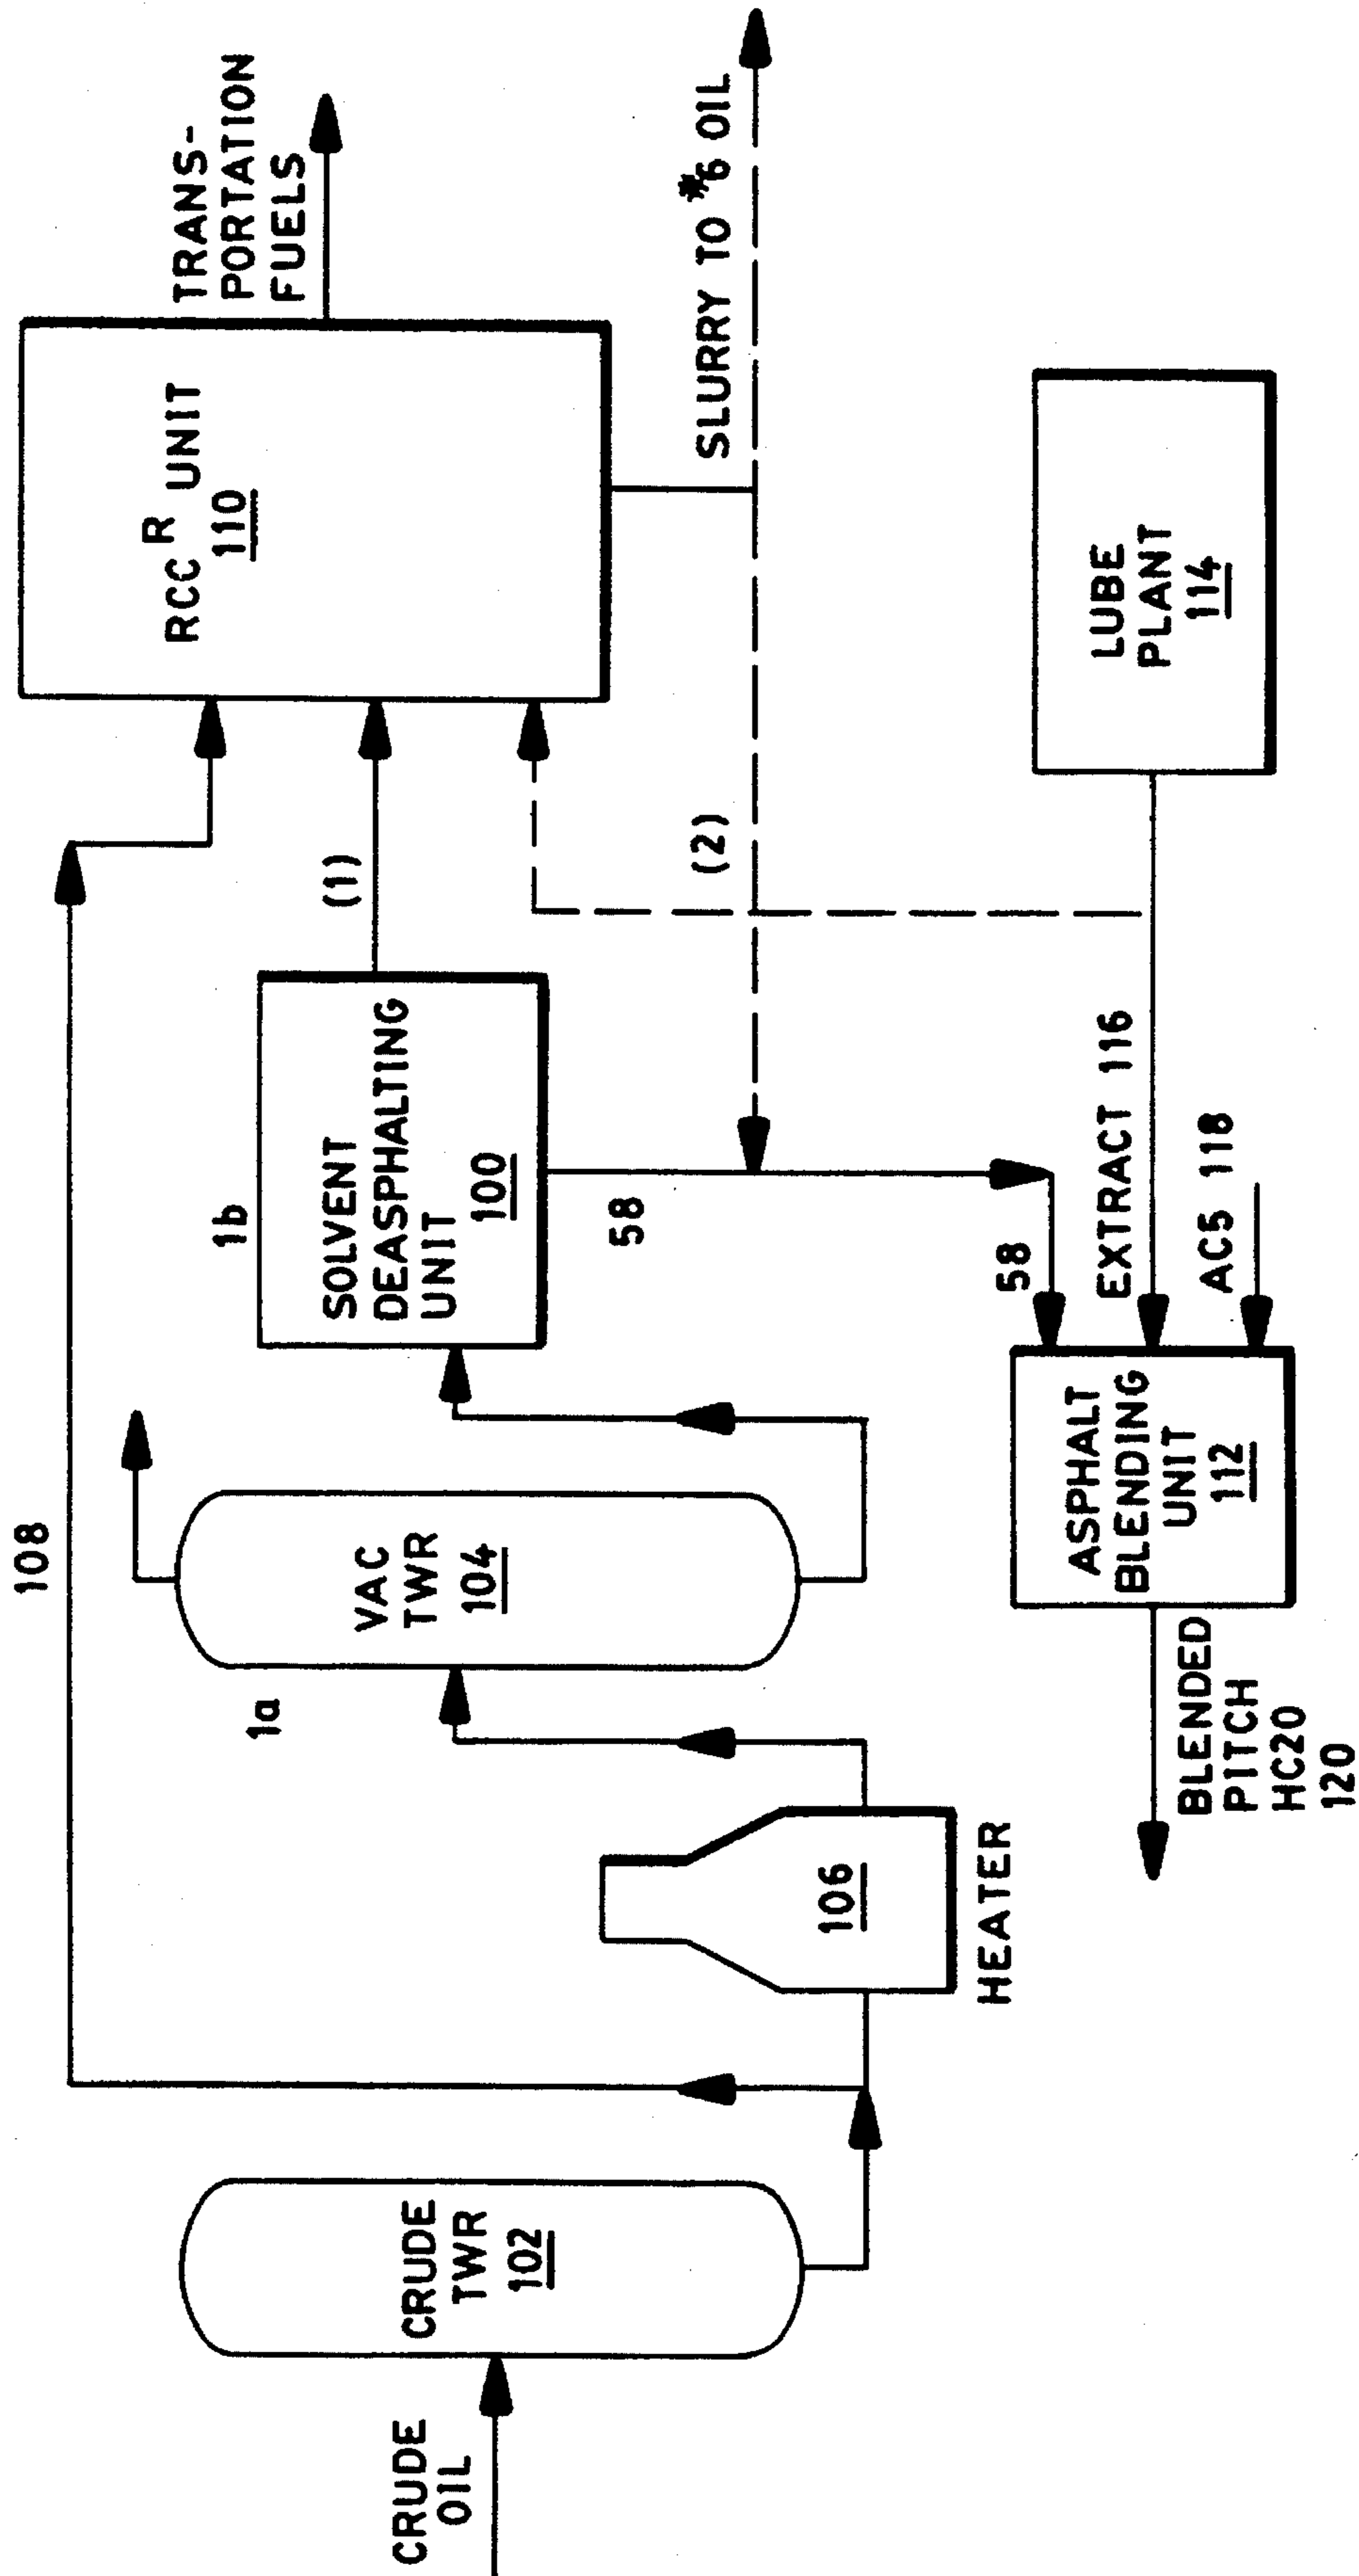 CRUDE
OIL
CRUDE
TWR
102
108
106
HEATER
1a
VAC
TWR
104
1b
SOLVENT
DEASPHALTING
UNIT
100
58
(1)
RCC R UNIT
110
TRANS-
PORTATION
FUELS
SLURRY TO #6 OIL
(2)
LUBE
PLANT
114
EXTRACT 116
AC5 118
58
ASPHALT
BLENDING
UNIT
112
BLENDED
PITCH
HC20
120